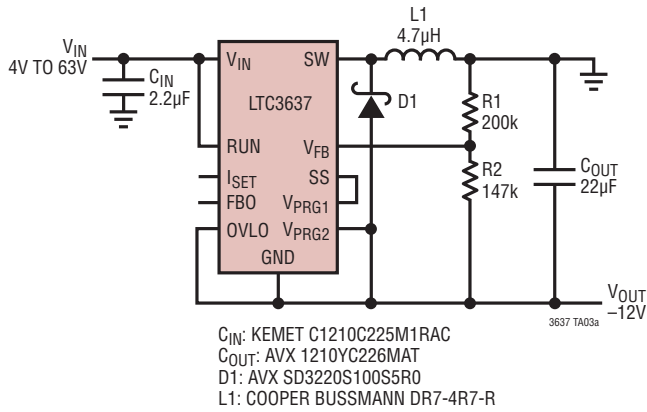 L1
4.7µH
VIN
4V TO 63V
CIN
2.2µF
VIN
SW
LTC3637
D1
R1
200k
RUN
VFB
R2
147k
COUT
22µF
ISET
SS
FBO
VPRG1
OVLO
VPRG2
GND
VOUT
–12V
3637 TA03a
CIN: KEMET C1210C225M1RAC
COUT: AVX 1210YC226MAT
D1: AVX SD3220S100S5R0
L1: COOPER BUSSMANN DR7-4R7-R